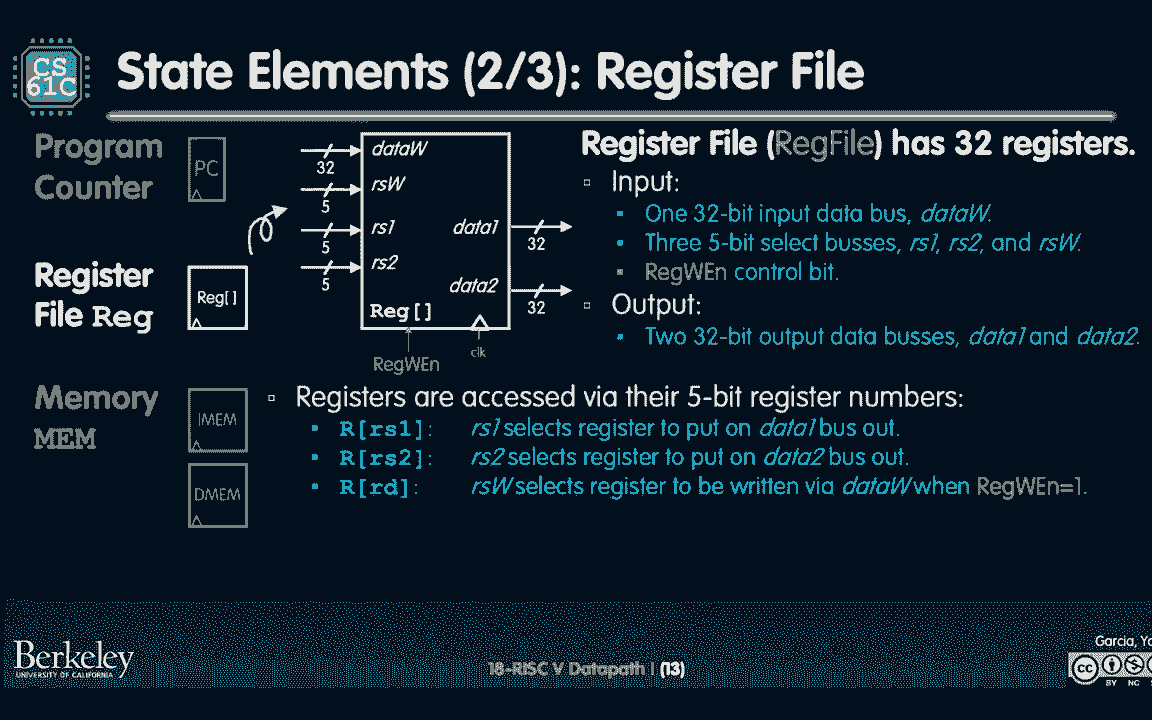 CS
61C
State Elements (2/3): Register File
Program
Counter
PC
Register
File Reg
Reg[]
Memory
MEM
IMEM
DMEM
dataW
32
rsW
5
rs1
5
rs2
5
data1
32
data2
32
Reg[]
RegWEn
clk
Register File (RegFile) has 32 registers.
▫ Input:
▪ One 32-bit input data bus, dataW.
▪ Three 5-bit select busses, rs1, rs2, and rsW.
▪ RegWEn control bit.
▫ Output:
▪ Two 32-bit output data busses, data1 and data2.
▫ Registers are accessed via their 5-bit register numbers:
▪ R[rs1]: rs1 selects register to put on data1 bus out.
▪ R[rs2]: rs2 selects register to put on data2 bus out.
▪ R[rd]: rsW selects register to be written via dataW when RegWEn=1.
Berkeley
UNIVERSITY OF CALIFORNIA
18-RISC V Datapath I (13)
Garcia,
cc
BY NC